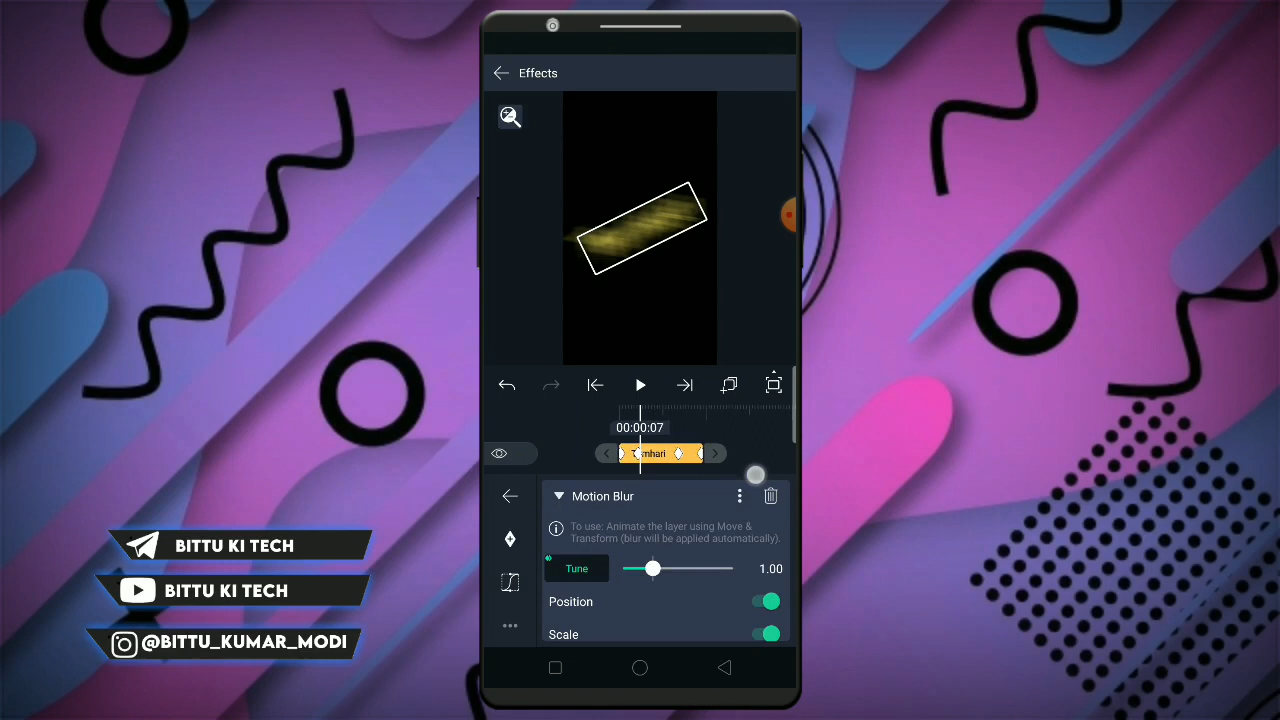 Effects
00:00:07
Motion Blur
To use: Animate the layer using Move &
Transform (blur will be applied automatically).
Tune
1.00
Position
Scale
BITTU KI TECH
BITTU KI TECH
@BITTU_KUMAR_MODI